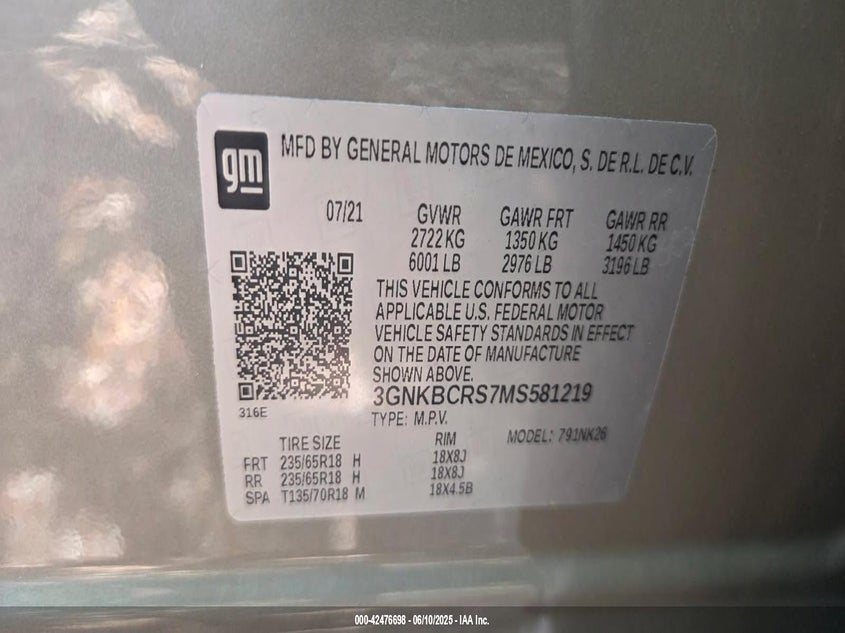 gm
MFD BY GENERAL MOTORS DE MEXICO, S. DE R.L. DE C.V.
07/21 GVWR GAWR FRT GAWR RR
2722 KG 1350 KG 1450 KG
6001 LB 2976 LB 3196 LB
THIS VEHICLE CONFORMS TO ALL
APPLICABLE U.S. FEDERAL MOTOR
VEHICLE SAFETY STANDARDS IN EFFECT
ON THE DATE OF MANUFACTURE
SHOWN ABOVE.
3GNKBCRS7MS581219
316E
TYPE: M.P.V. MODEL: 791NK26
TIRE SIZE RIM
FRT 235/65R18 H 18X8J
RR 235/65R18 H 18X8J
SPA T135/70R18 M 18X4.5B
000-42476698 - 06/10/2025 - IAA Inc.